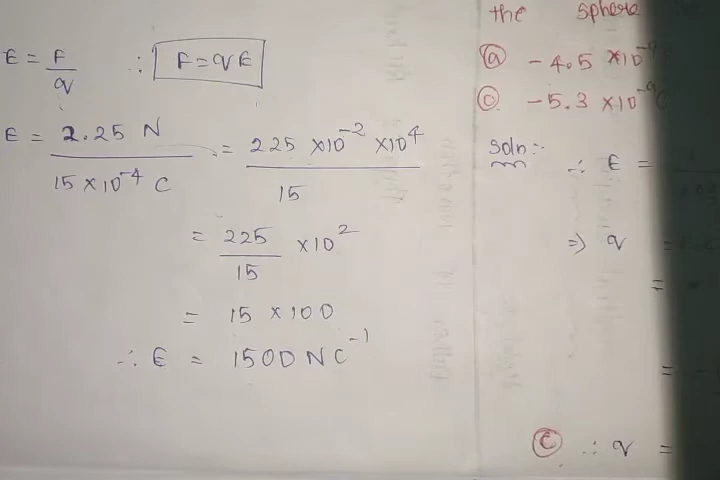 E = F/q ∴ F = qE
E = 2.25 N / 15 × 10⁻⁴ C = 225 × 10⁻² × 10⁴ / 15
= 225/15 × 10²
= 15 × 100
∴ E = 1500 N C⁻¹
the sphere
(a) -4.5 × 10
(c) -5.3 × 10⁻⁹
Soln:-
∴ E =
⇒ q =
=
=
(c) ∴ q =